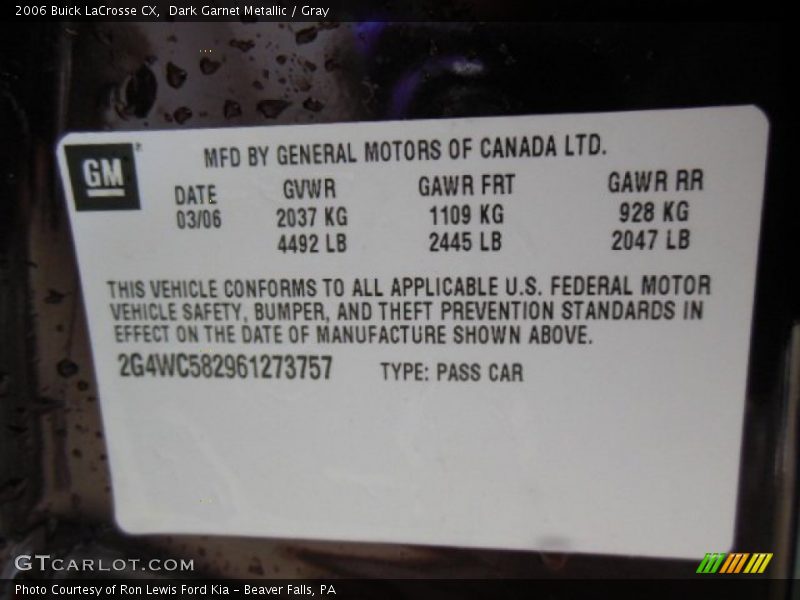 2006 Buick LaCrosse CX, Dark Garnet Metallic / Gray
GM
MFD BY GENERAL MOTORS OF CANADA LTD.
DATE GVWR GAWR FRT GAWR RR
03/06 2037 KG 1109 KG 928 KG
4492 LB 2445 LB 2047 LB
THIS VEHICLE CONFORMS TO ALL APPLICABLE U.S. FEDERAL MOTOR
VEHICLE SAFETY, BUMPER, AND THEFT PREVENTION STANDARDS IN
EFFECT ON THE DATE OF MANUFACTURE SHOWN ABOVE.
2G4WC582961273757 TYPE: PASS CAR
GTCARLOT.COM
Photo Courtesy of Ron Lewis Ford Kia - Beaver Falls, PA